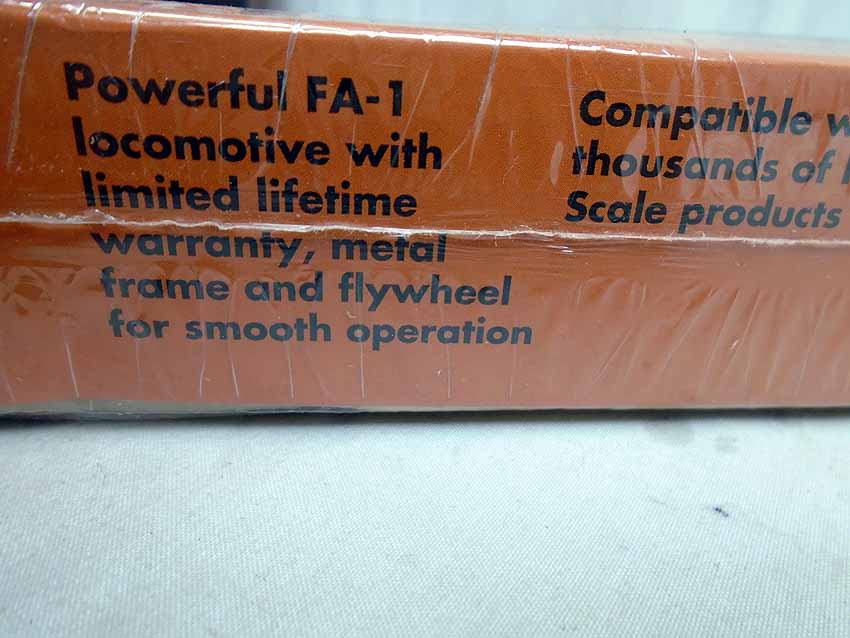 Powerful FA-1
locomotive with
limited lifetime
warranty, metal
frame and flywheel
for smooth operation
Compatible
thousands of
Scale products